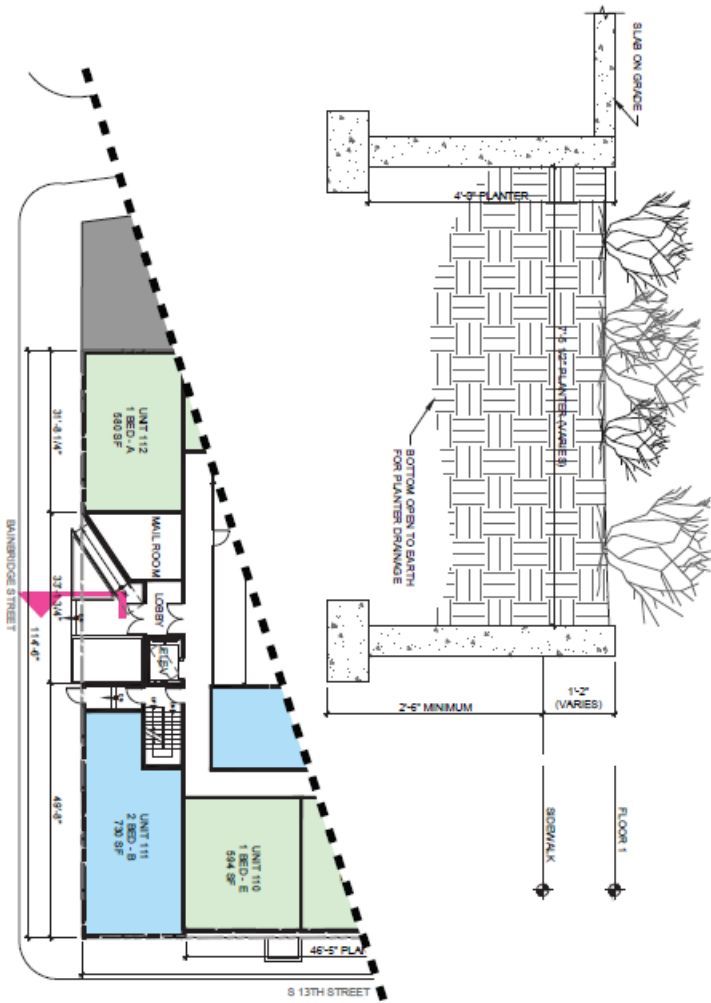 SLAB ON GRADE
4'-0" PLANTER
7'-5 1/2" PLANTER (VARIES)
BOTTOM OPEN TO EARTH
FOR PLANTER DRAINAGE
2'-6" MINIMUM
1'-2"
(VARIES)
SIDEWALK
FLOOR 1
UNIT 112
1 BED - A
580 SF
MAIL ROOM
LOBBY
ELEV
UNIT 111
2 BED - B
730 SF
UNIT 110
1 BED - E
594 SF
31'-8 1/4"
114'-6"
49'-8"
46'-5"
BAINBRIDGE STREET
S 13TH STREET